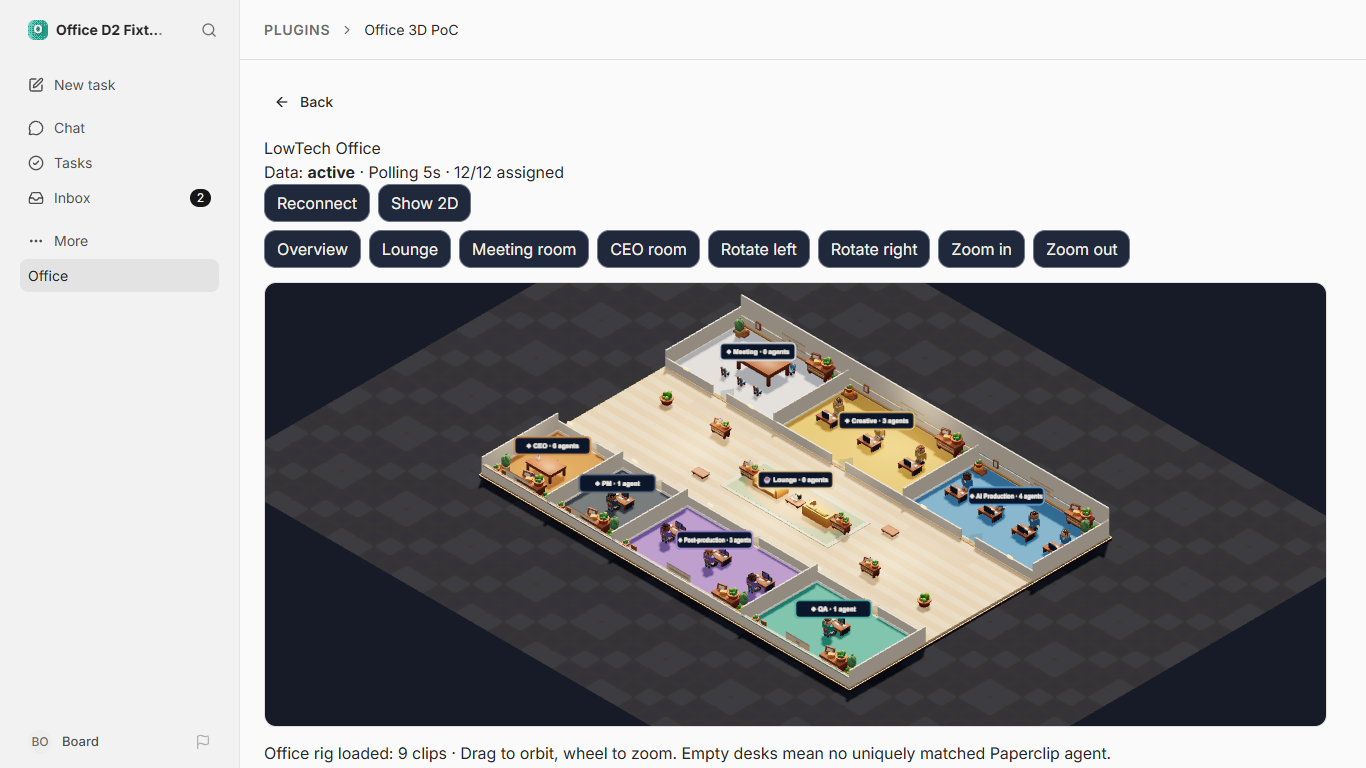 Office D2 Fixt...
New task
Chat
Tasks
Inbox 2
More
Office
BO Board
PLUGINS > Office 3D PoC
Back
LowTech Office
Data: active · Polling 5s · 12/12 assigned
Reconnect Show 2D
Overview Lounge Meeting room CEO room Rotate left Rotate right Zoom in Zoom out
Meeting · 0 agents
Creative · 3 agents
CEO · 0 agents
PM · 1 agent
Lounge · 0 agents
AI Production · 4 agents
Post-production · 3 agents
QA · 1 agent
Office rig loaded: 9 clips · Drag to orbit, wheel to zoom. Empty desks mean no uniquely matched Paperclip agent.